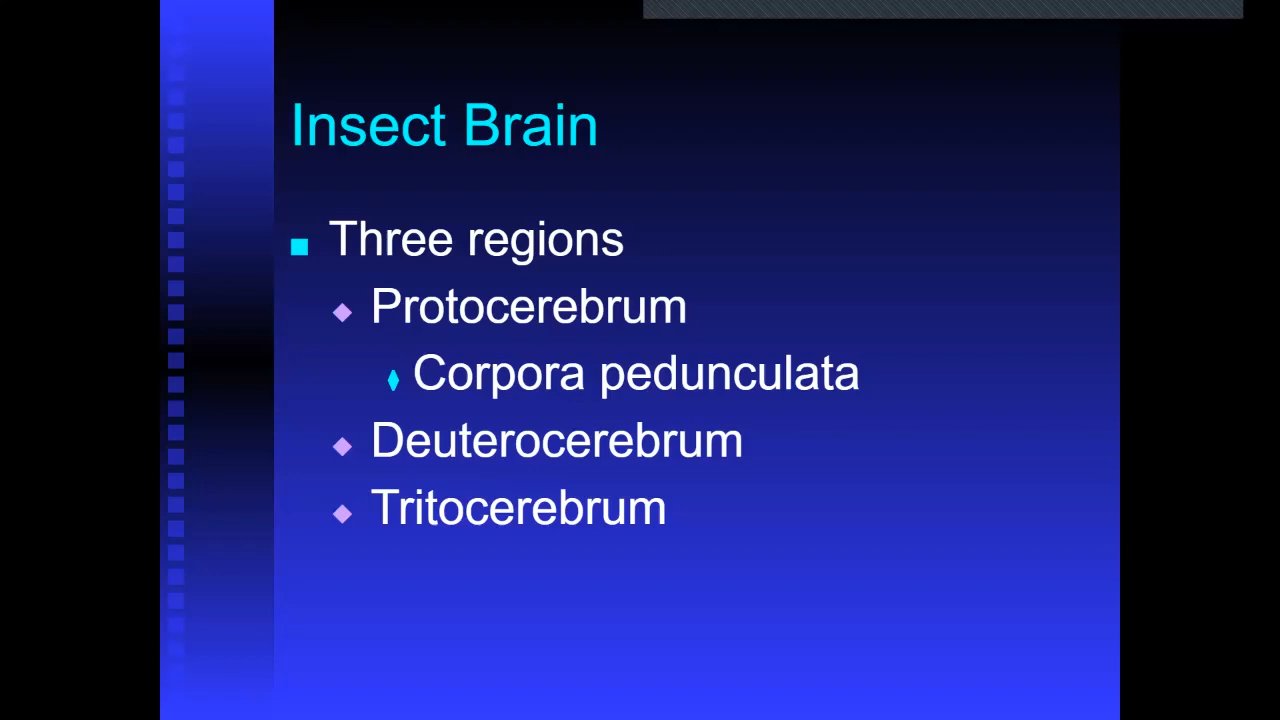 Insect Brain
Three regions
Protocerebrum
Corpora pedunculata
Deuterocerebrum
Tritocerebrum